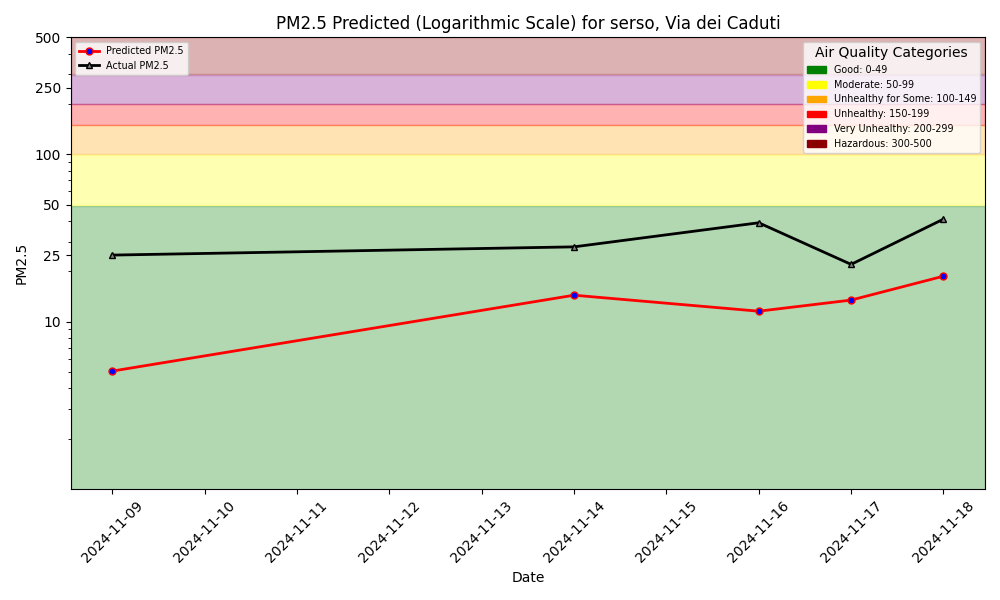 PM2.5 Predicted (Logarithmic Scale) for serso, Via dei Caduti
Predicted PM2.5
Actual PM2.5
Air Quality Categories
Good: 0-49
Moderate: 50-99
Unhealthy for Some: 100-149
Unhealthy: 150-199
Very Unhealthy: 200-299
Hazardous: 300-500
500
250
100
50
25
10
PM2.5
2024-11-09
2024-11-10
2024-11-11
2024-11-12
2024-11-13
2024-11-14
2024-11-15
2024-11-16
2024-11-17
2024-11-18
Date